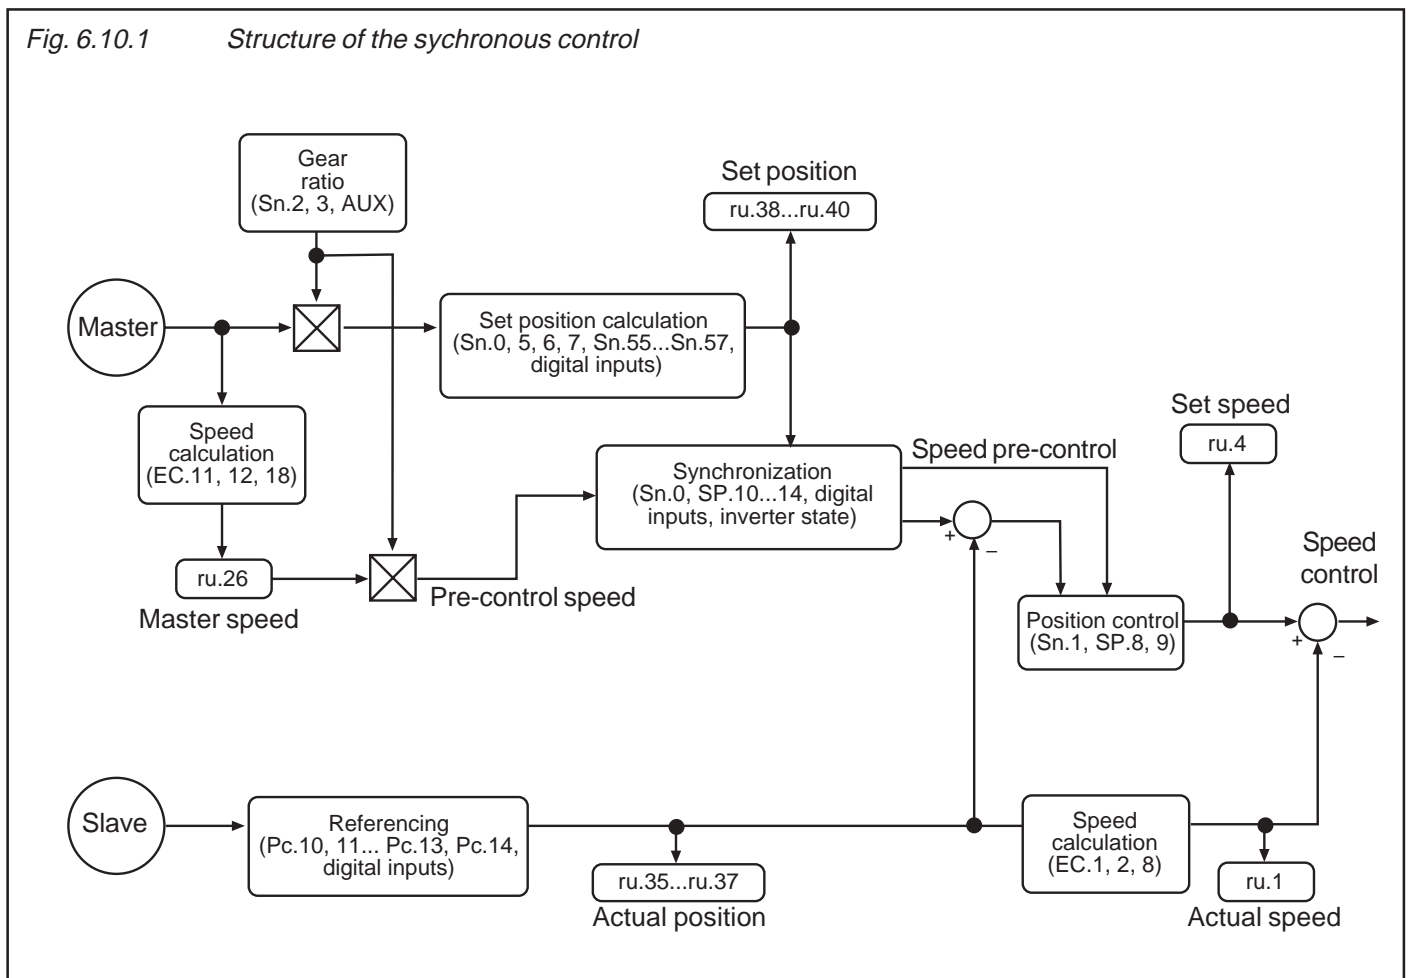 Fig. 6.10.1 Structure of the sychronous control
Gear
ratio
(Sn.2, 3, AUX)
Set position
ru.38...ru.40
Master
Set position calculation
(Sn.0, 5, 6, 7, Sn.55...Sn.57,
digital inputs)
Speed
calculation
(EC.11, 12, 18)
Set speed
ru.4
Synchronization
(Sn.0, SP.10...14, digital
inputs, inverter state)
Speed pre-control
+
–
Speed
control
ru.26
Master speed
Pre-control speed
Position control
(Sn.1, SP.8, 9)
+
–
Slave
Referencing
(Pc.10, 11... Pc.13, Pc.14,
digital inputs)
ru.35...ru.37
Actual position
Speed
calculation
(EC.1, 2, 8)
ru.1
Actual speed